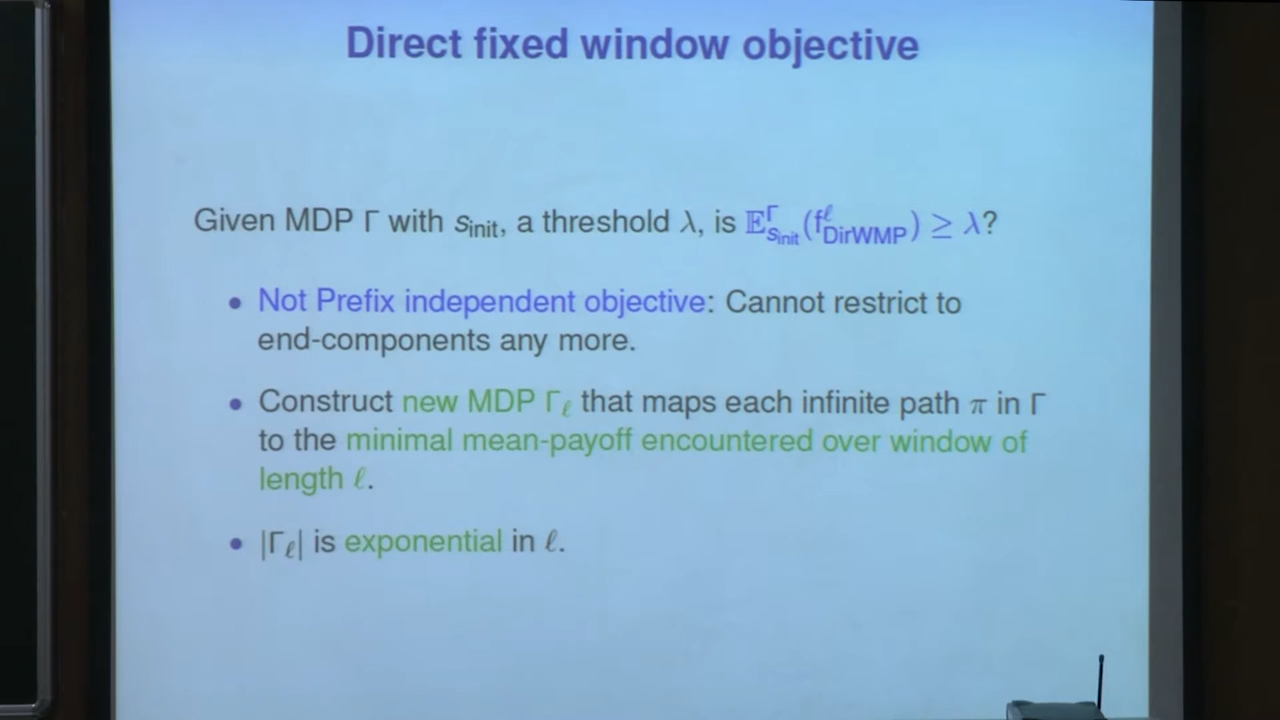 Direct fixed window objective
Given MDP Γ with s_init, a threshold λ, is 𝔼^Γ_{s_init}(f^ℓ_{DirWMP}) ≥ λ?
• Not Prefix independent objective: Cannot restrict to
end-components any more.
• Construct new MDP Γ_ℓ that maps each infinite path π in Γ
to the minimal mean-payoff encountered over window of
length ℓ.
• |Γ_ℓ| is exponential in ℓ.